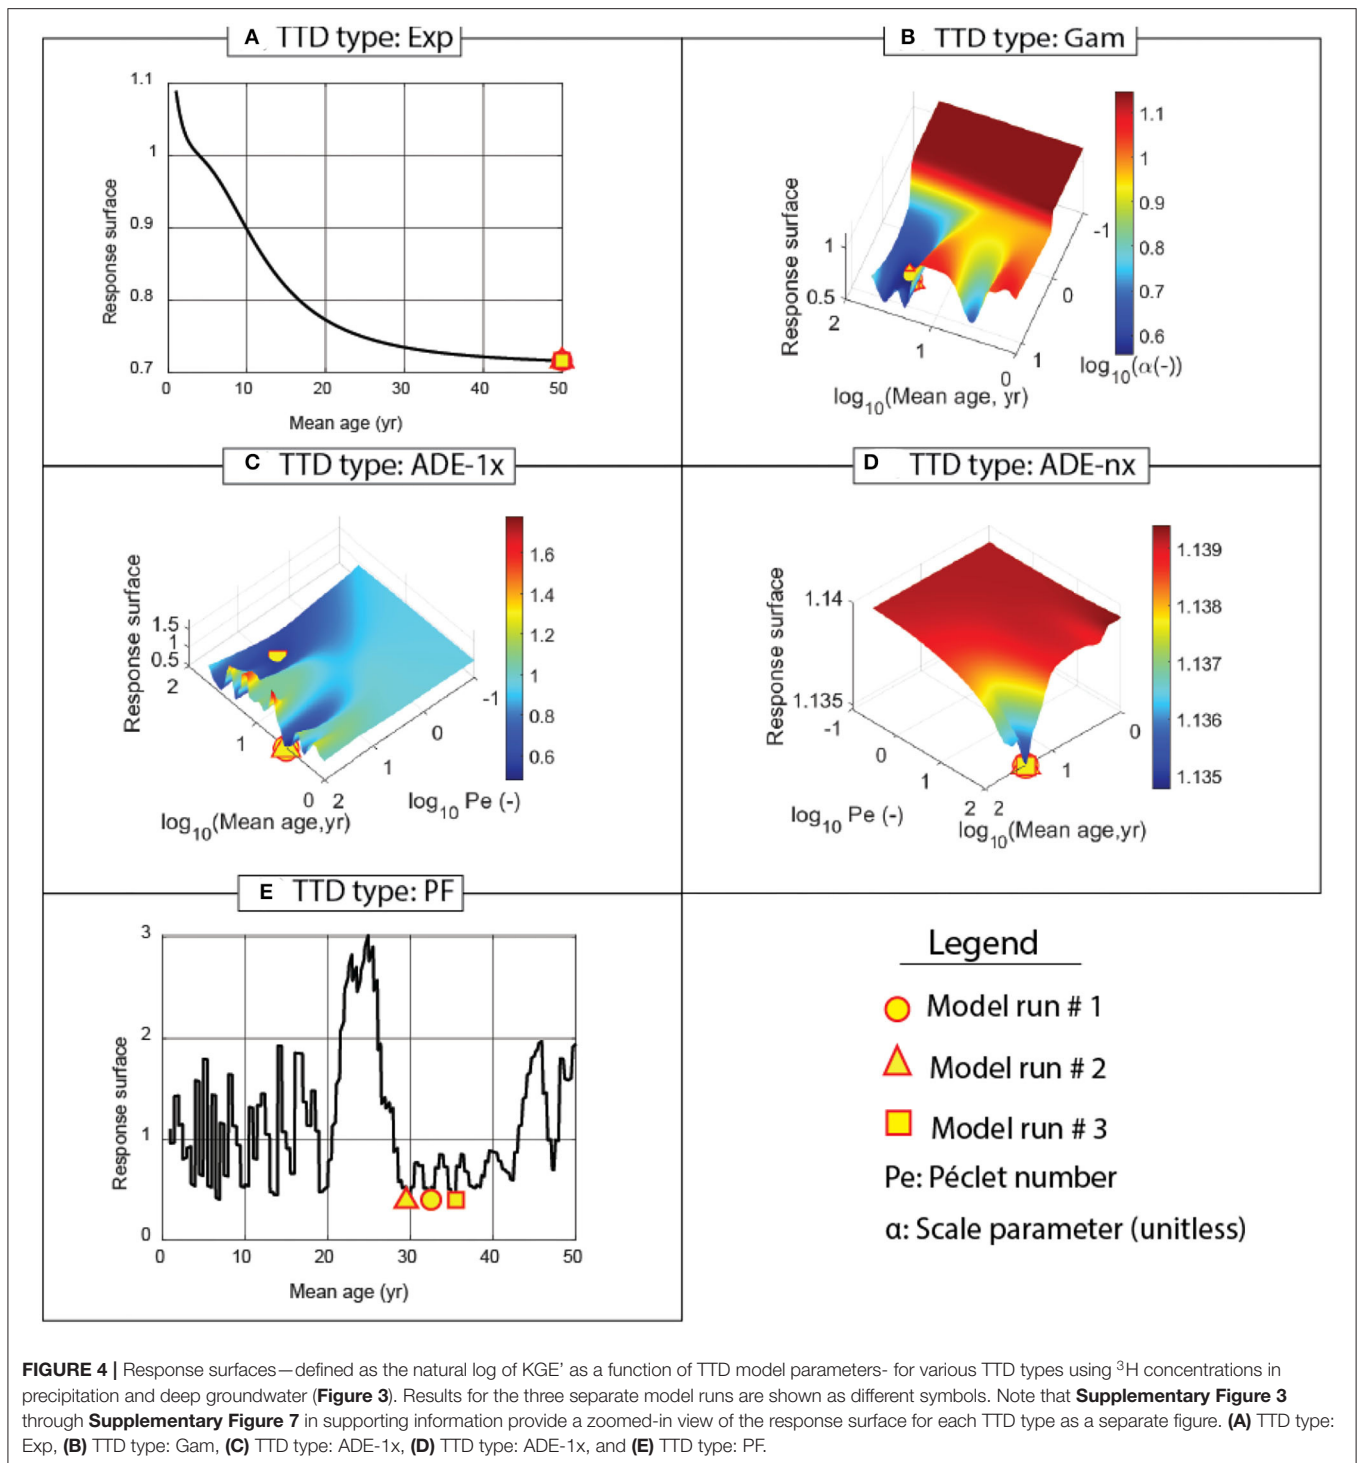 A TTD type: Exp
1.1
1
0.9
0.8
0.7
Response surface
0 10 20 30 40 50
Mean age (yr)
B TTD type: Gam
Response surface
1
0.5
2
1
0
log10(Mean age, yr)
-1
0
1
log10(α(-))
1.1
1
0.9
0.8
0.7
0.6
C TTD type: ADE-1x
Response surface
1.5
1
0.5
2
1
0
log10(Mean age,yr)
-1
0
1
2
log10 Pe (-)
1.6
1.4
1.2
1
0.8
0.6
D TTD type: ADE-nx
Response surface
1.14
1.135
-1
0
1
2
log10 Pe (-)
0
1
2
log10(Mean age,yr)
1.139
1.138
1.137
1.136
1.135
E TTD type: PF
3
2
1
0
Response surface
0 10 20 30 40 50
Mean age (yr)
Legend
Model run # 1
Model run # 2
Model run # 3
Pe: Péclet number
α: Scale parameter (unitless)
FIGURE 4 | Response surfaces—defined as the natural log of KGE' as a function of TTD model parameters- for various TTD types using 3H concentrations in
precipitation and deep groundwater (Figure 3). Results for the three separate model runs are shown as different symbols. Note that Supplementary Figure 3
through Supplementary Figure 7 in supporting information provide a zoomed-in view of the response surface for each TTD type as a separate figure. (A) TTD type:
Exp, (B) TTD type: Gam, (C) TTD type: ADE-1x, (D) TTD type: ADE-1x, and (E) TTD type: PF.